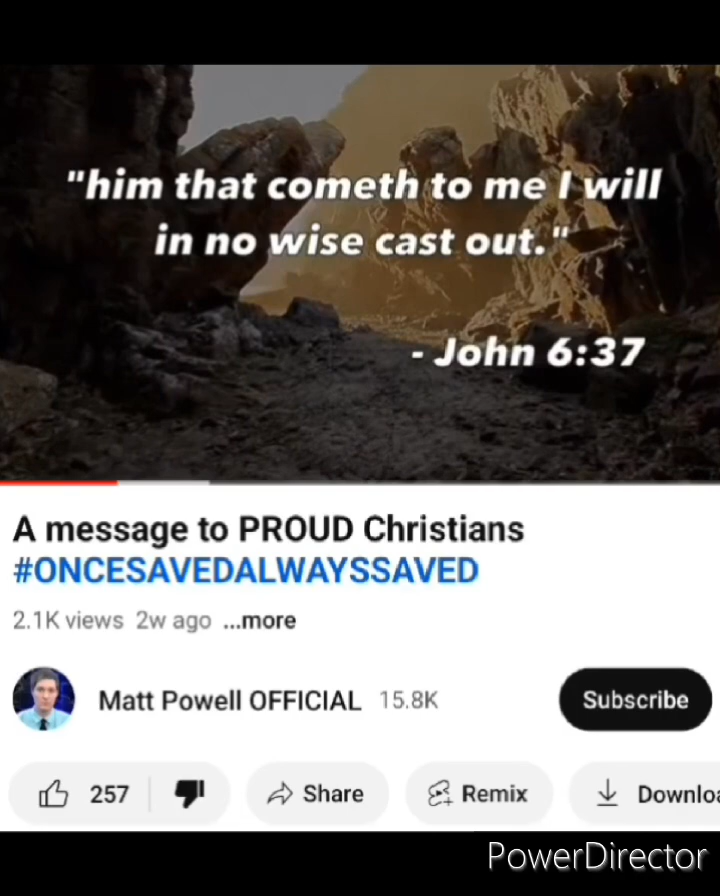 "him that cometh to me I will
in no wise cast out."
- John 6:37
A message to PROUD Christians
#ONCESAVEDALWAYSSAVED
2.1K views 2w ago ...more
Matt Powell OFFICIAL 15.8K
Subscribe
257
Share
Remix
Downloa
PowerDirector